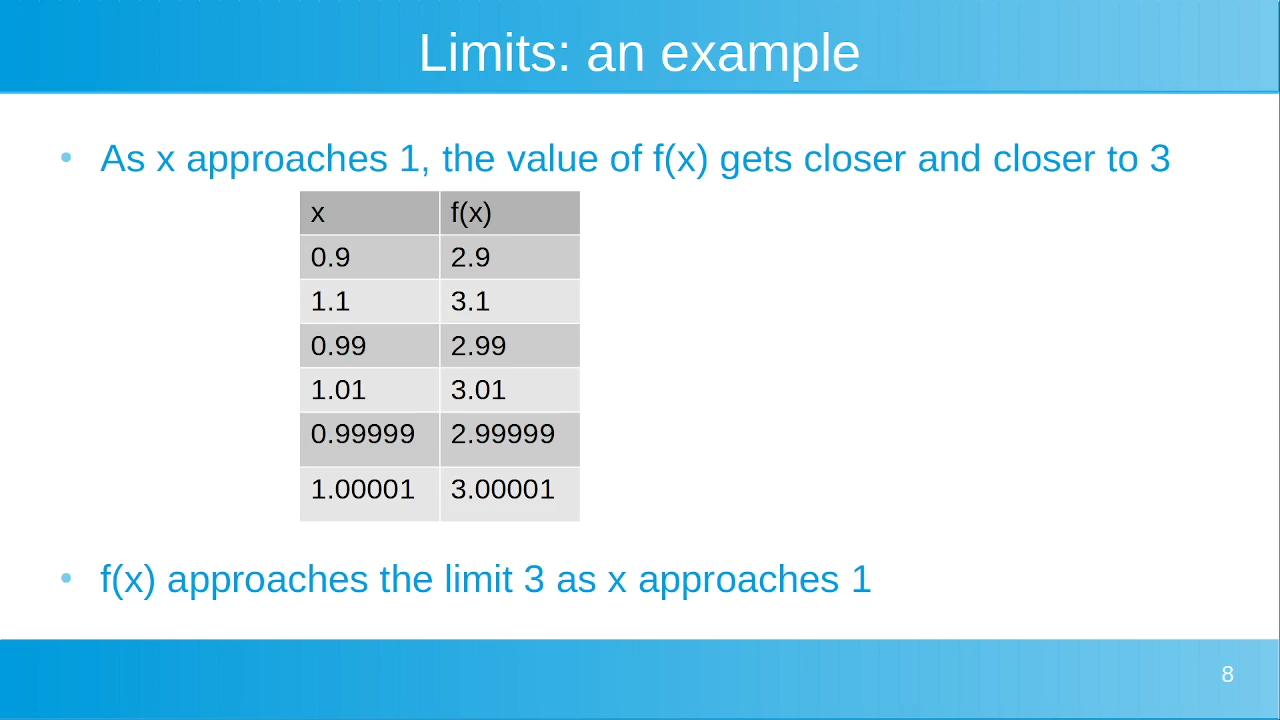 Limits: an example
• As x approaches 1, the value of f(x) gets closer and closer to 3
x f(x)
0.9 2.9
1.1 3.1
0.99 2.99
1.01 3.01
0.99999 2.99999
1.00001 3.00001
• f(x) approaches the limit 3 as x approaches 1
8